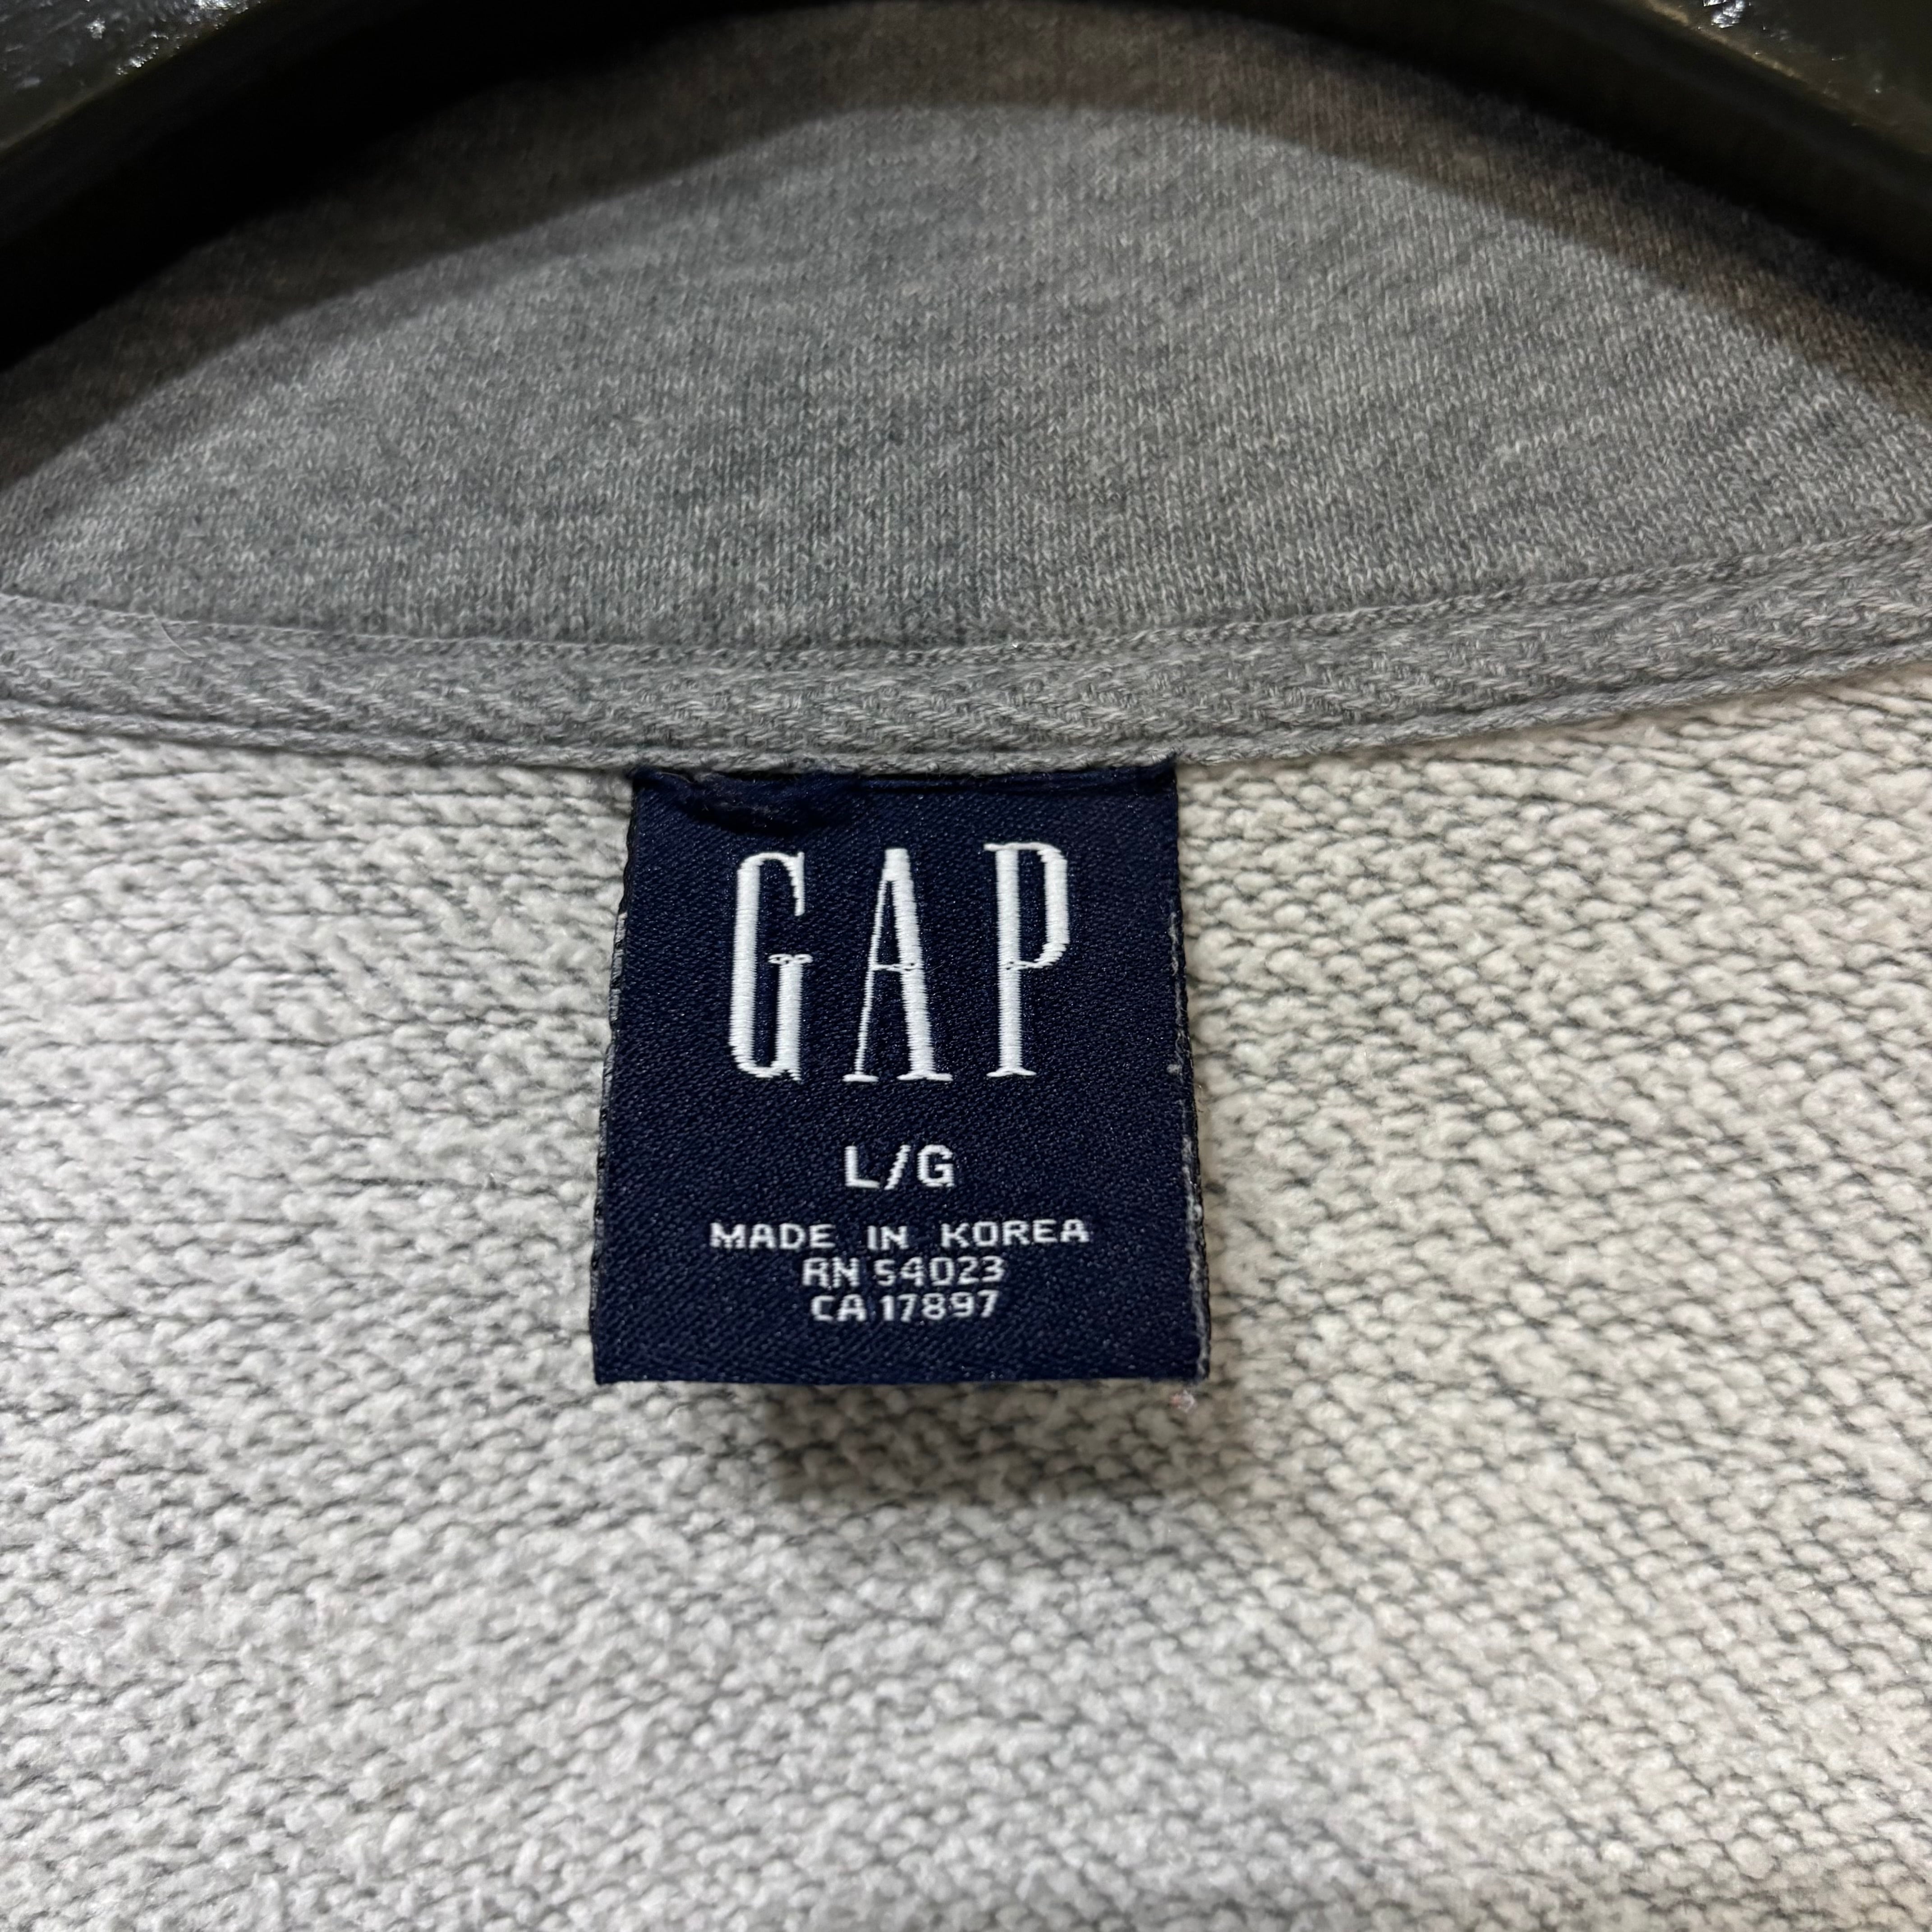 GAP
L/G
MADE IN KOREA
RN 54023
CA 17897